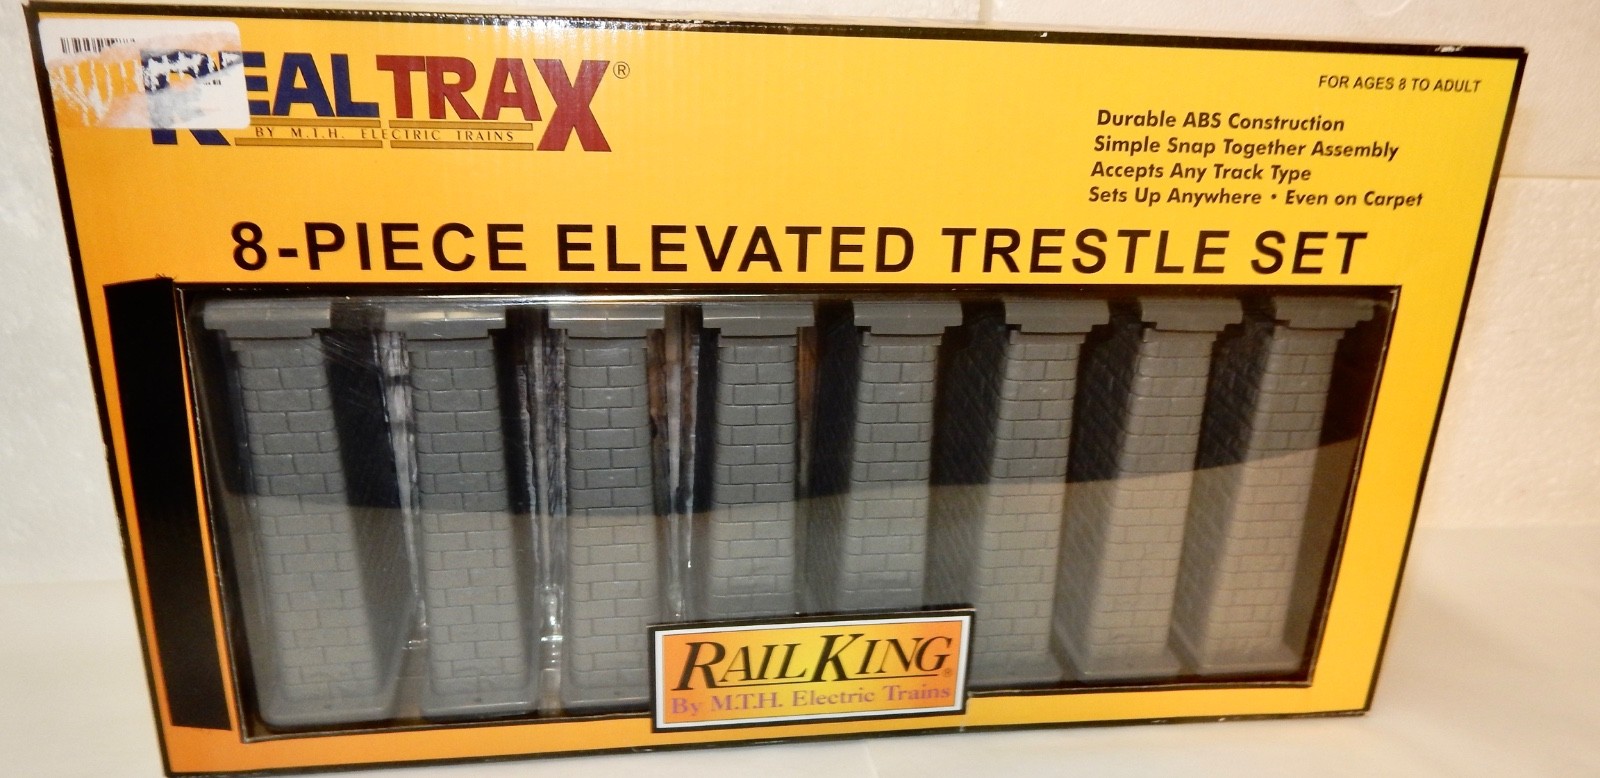 REALTRAX®
BY M.T.H. ELECTRIC TRAINS
FOR AGES 8 TO ADULT
Durable ABS Construction
Simple Snap Together Assembly
Accepts Any Track Type
Sets Up Anywhere • Even on Carpet
8-PIECE ELEVATED TRESTLE SET
RAILKING®
By M.T.H. Electric Trains